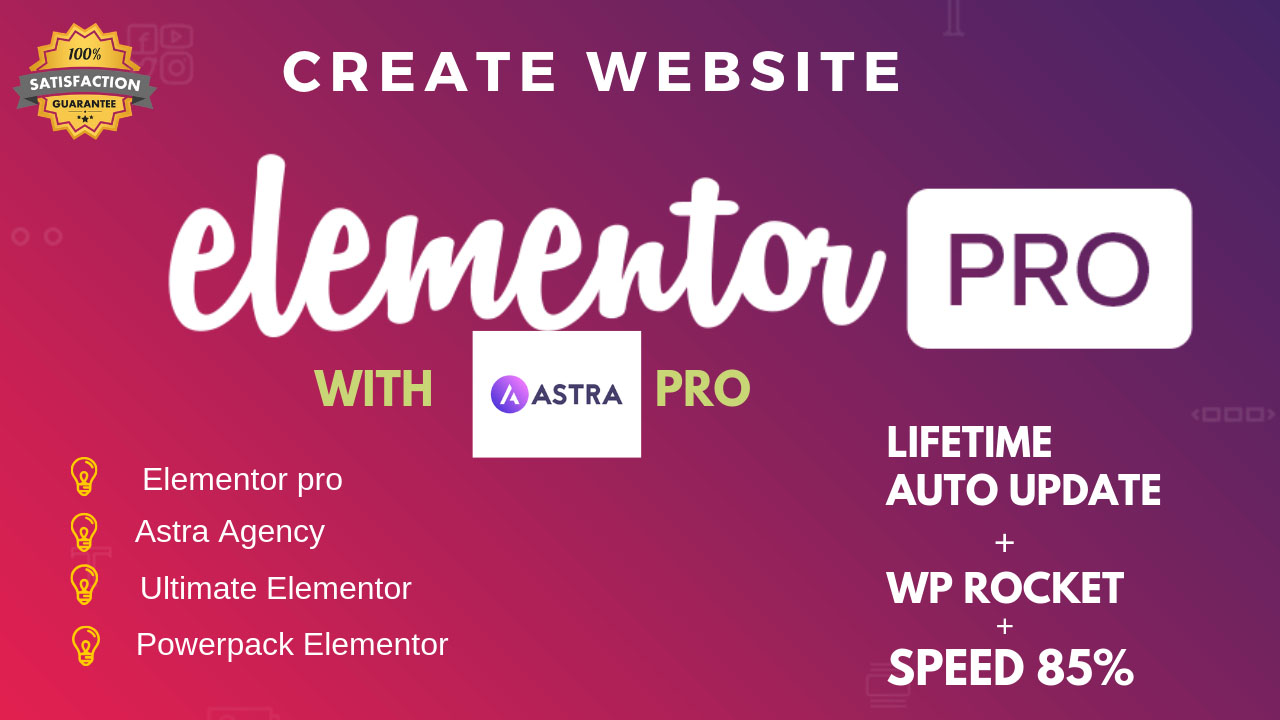 100%
SATISFACTION
GUARANTEE
CREATE WEBSITE
elementor PRO
WITH ASTRA PRO
Elementor pro
Astra Agency
Ultimate Elementor
Powerpack Elementor
LIFETIME
AUTO UPDATE
+
WP ROCKET
+
SPEED 85%